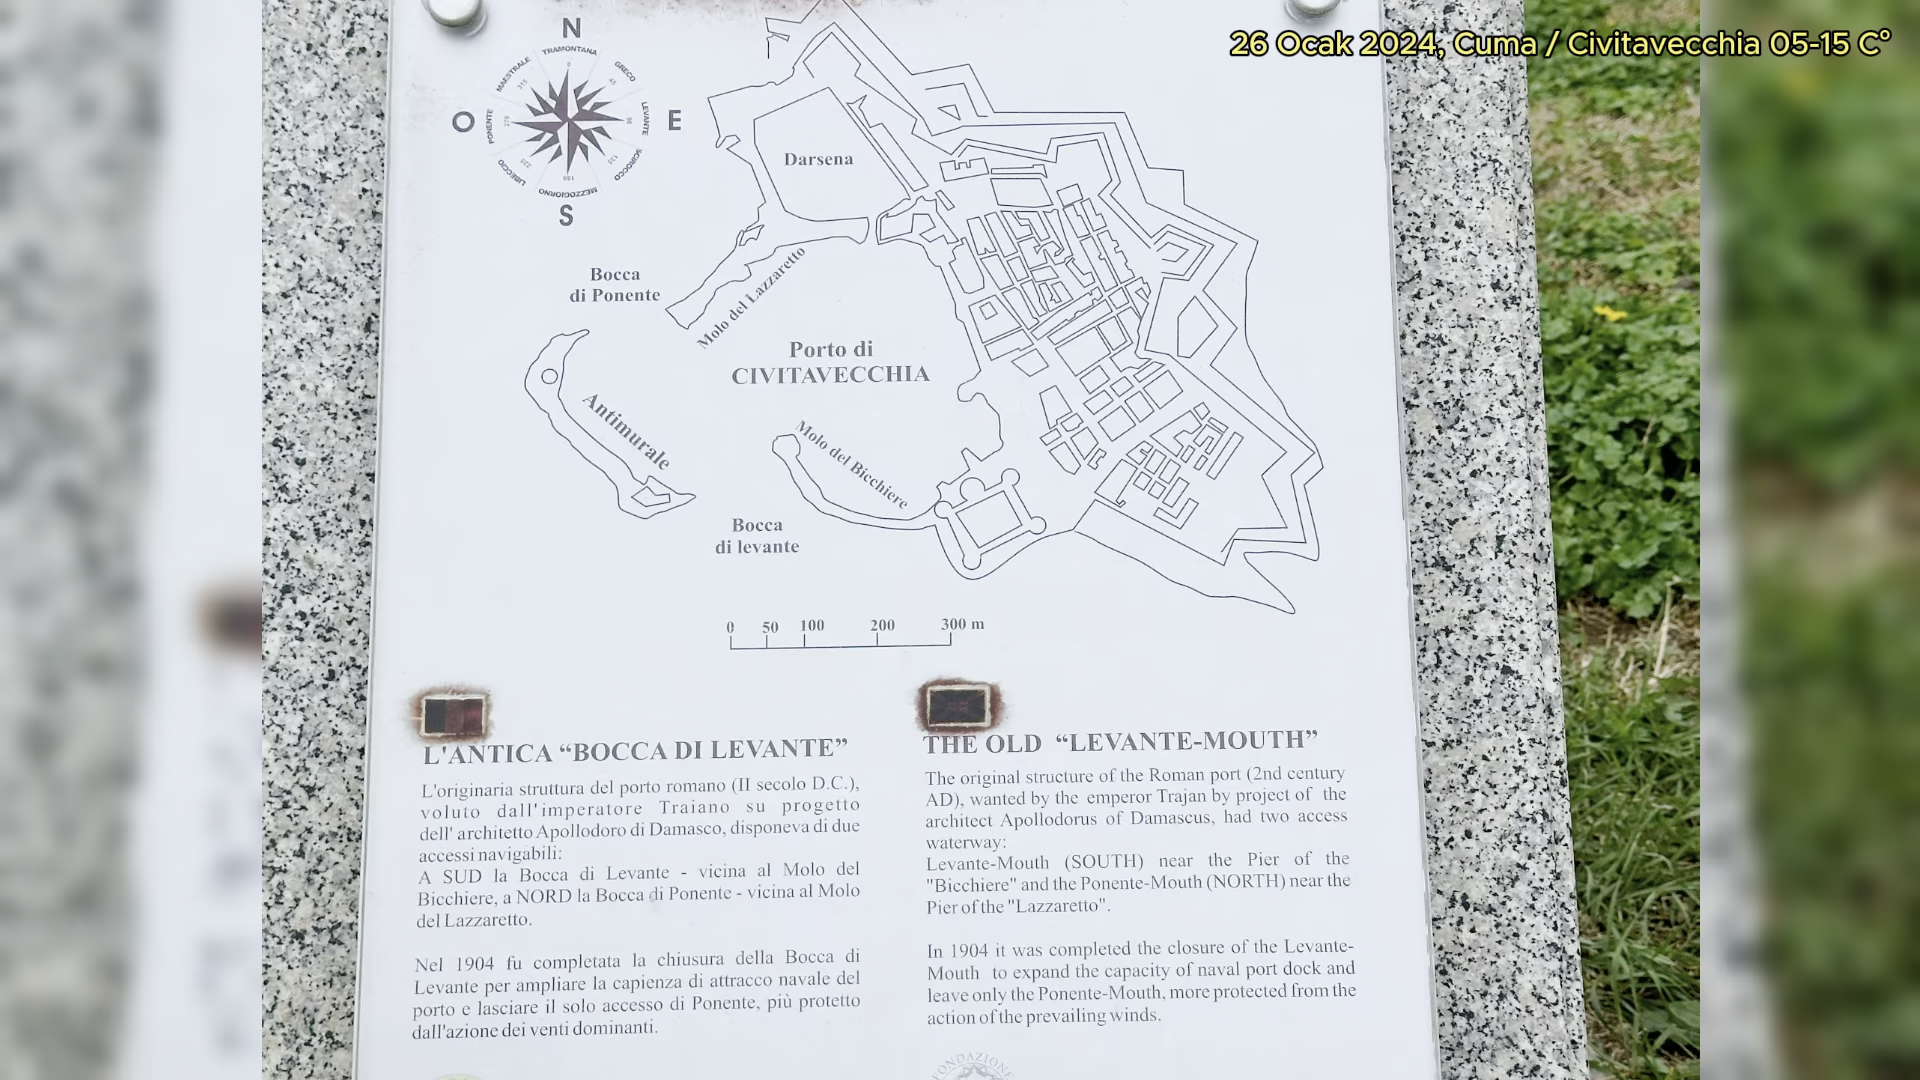 26 Ocak 2024, Cuma / Civitavecchia 05-15 C°
N
TRAMONTANA
MAESTRALE
GRECO
O
PONENTE
LEVANTE
E
LIBECCIO
SCIROCCO
MEZZOGIORNO
S
Darsena
Bocca
di Ponente
Molo del Lazzaretto
Porto di
CIVITAVECCHIA
Antimurale
Molo del Bicchiere
Bocca
di levante
0 50 100 200 300 m
L'ANTICA “BOCCA DI LEVANTE”
L'originaria struttura del porto romano (II secolo D.C.),
voluto dall'imperatore Traiano su progetto
dell' architetto Apollodoro di Damasco, disponeva di due
accessi navigabili:
A SUD la Bocca di Levante - vicina al Molo del
Bicchiere, a NORD la Bocca di Ponente - vicina al Molo
del Lazzaretto.
Nel 1904 fu completata la chiusura della Bocca di
Levante per ampliare la capienza di attracco navale del
porto e lasciare il solo accesso di Ponente, più protetto
dall'azione dei venti dominanti.
THE OLD “LEVANTE-MOUTH”
The original structure of the Roman port (2nd century
AD), wanted by the emperor Trajan by project of the
architect Apollodorus of Damascus, had two access
waterway:
Levante-Mouth (SOUTH) near the Pier of the
"Bicchiere" and the Ponente-Mouth (NORTH) near the
Pier of the "Lazzaretto".
In 1904 it was completed the closure of the Levante-
Mouth to expand the capacity of naval port dock and
leave only the Ponente-Mouth, more protected from the
action of the prevailing winds.
FONDAZIONE